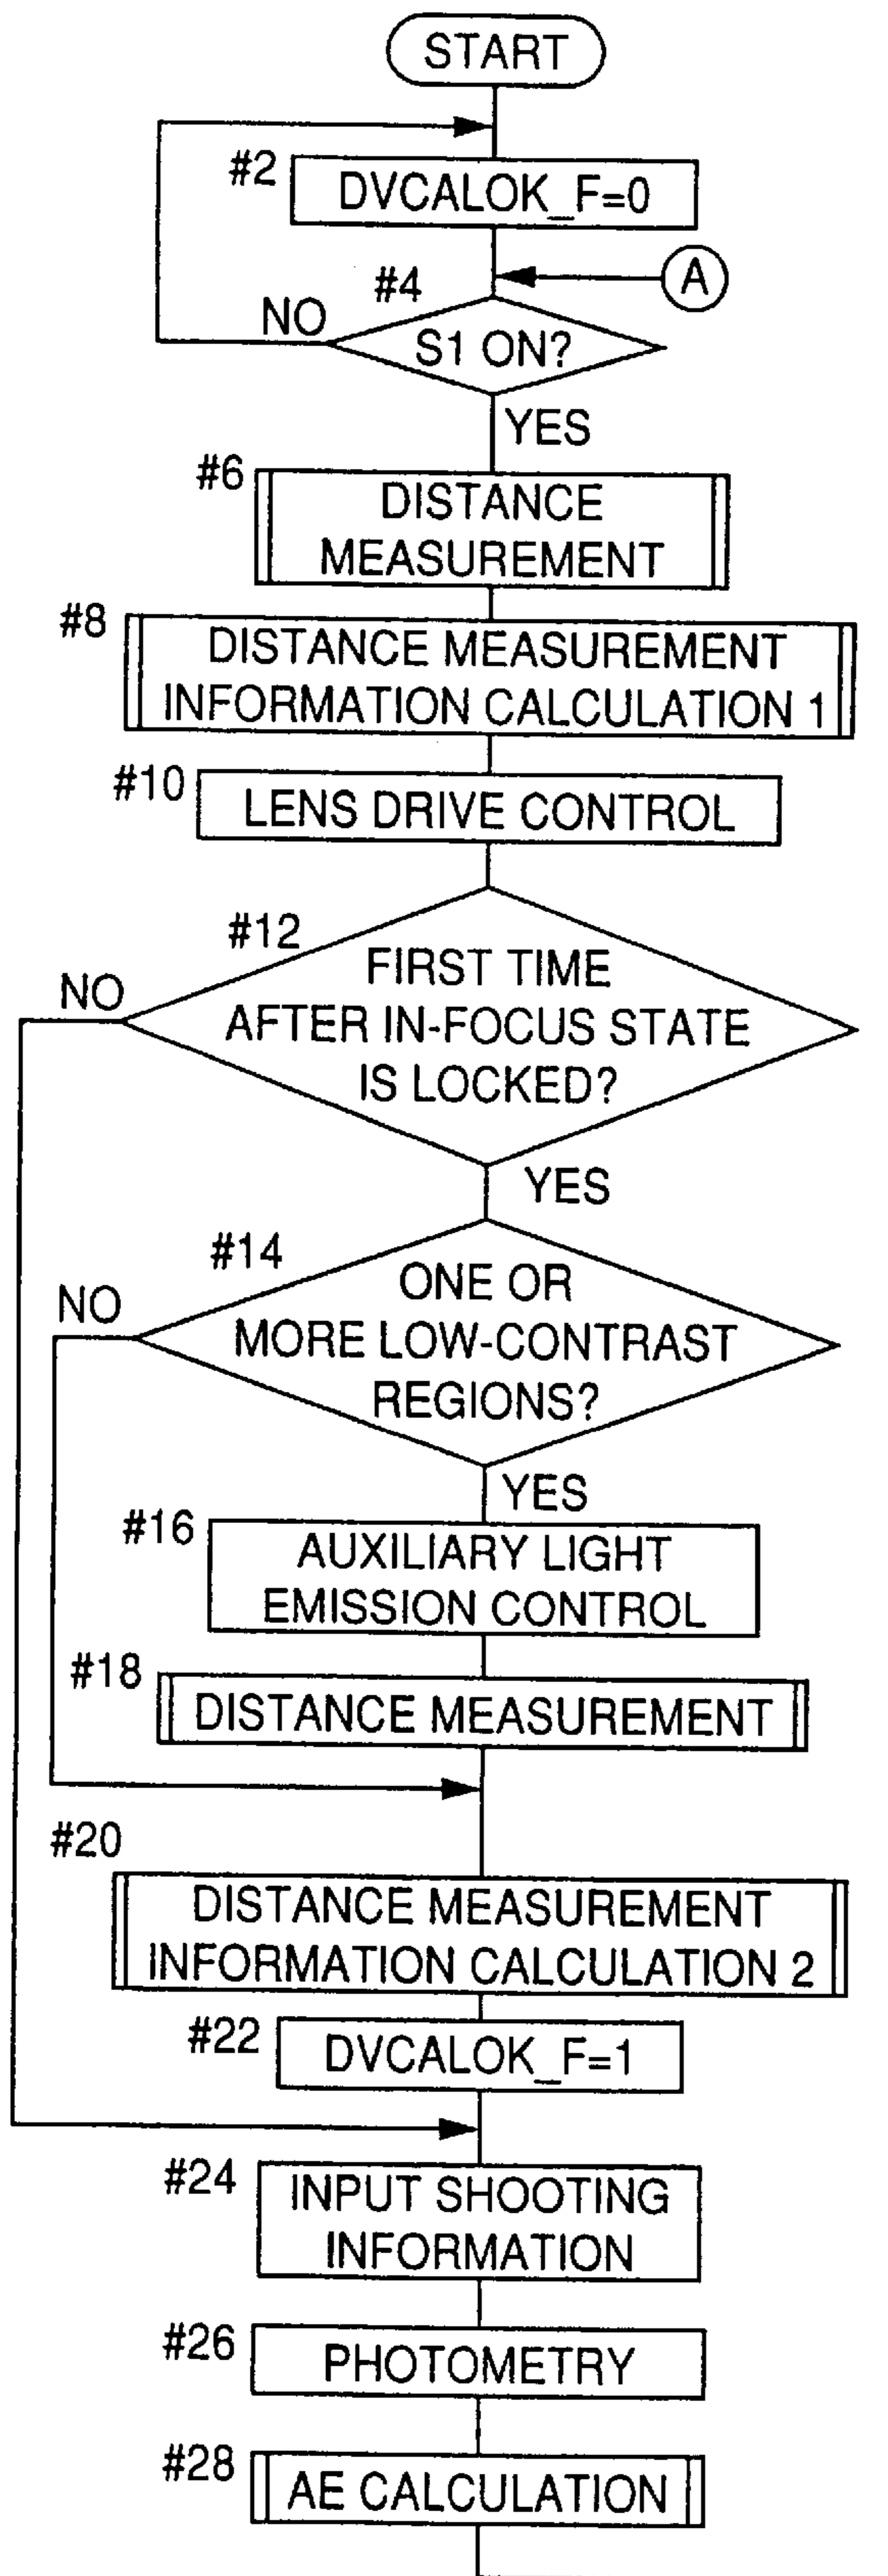 START
#2
DVCALOK_F=0
A
#4
NO
S1 ON?
YES
#6
DISTANCE
MEASUREMENT
#8
DISTANCE MEASUREMENT
INFORMATION CALCULATION 1
#10
LENS DRIVE CONTROL
#12
NO
FIRST TIME
AFTER IN-FOCUS STATE
IS LOCKED?
YES
#14
NO
ONE OR
MORE LOW-CONTRAST
REGIONS?
YES
#16
AUXILIARY LIGHT
EMISSION CONTROL
#18
DISTANCE MEASUREMENT
#20
DISTANCE MEASUREMENT
INFORMATION CALCULATION 2
#22
DVCALOK_F=1
#24
INPUT SHOOTING
INFORMATION
#26
PHOTOMETRY
#28
AE CALCULATION